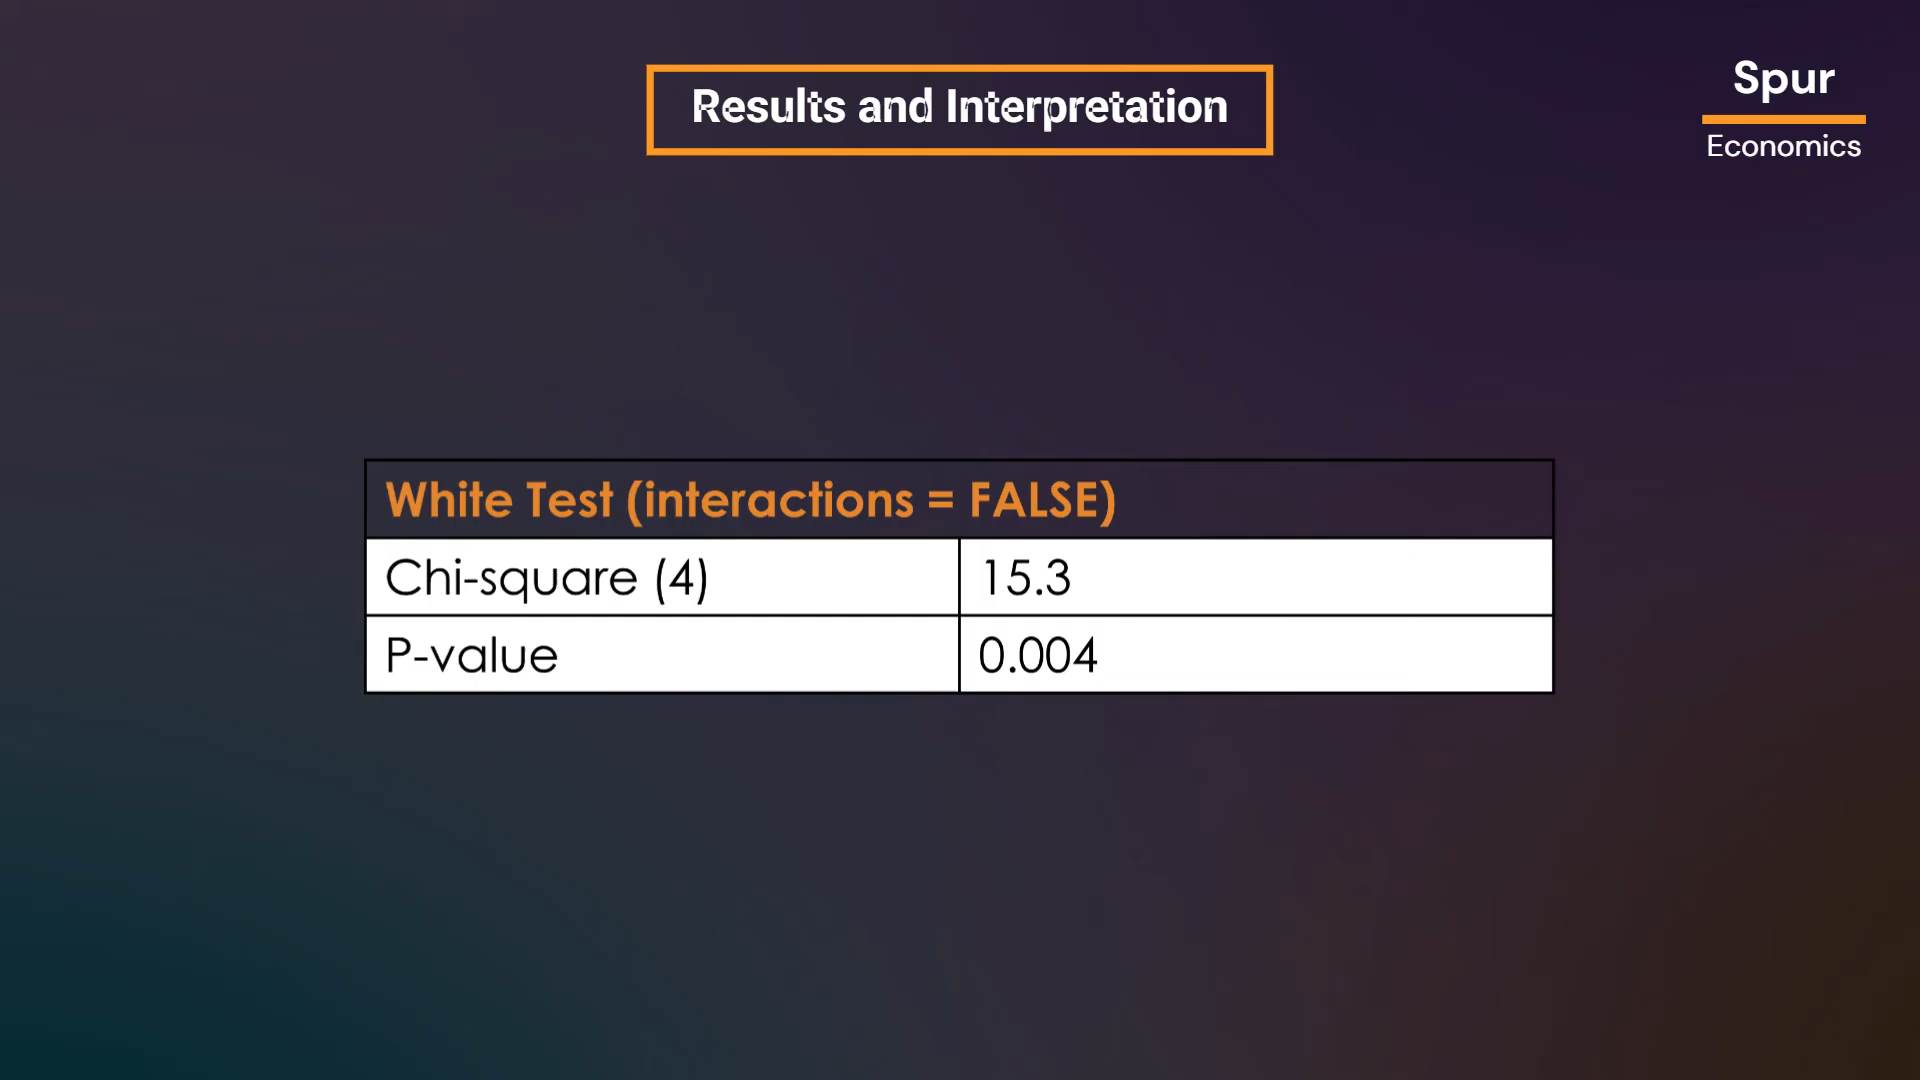 Results and Interpretation
Spur
Economics
White Test (interactions = FALSE)
Chi-square (4) 15.3
P-value 0.004